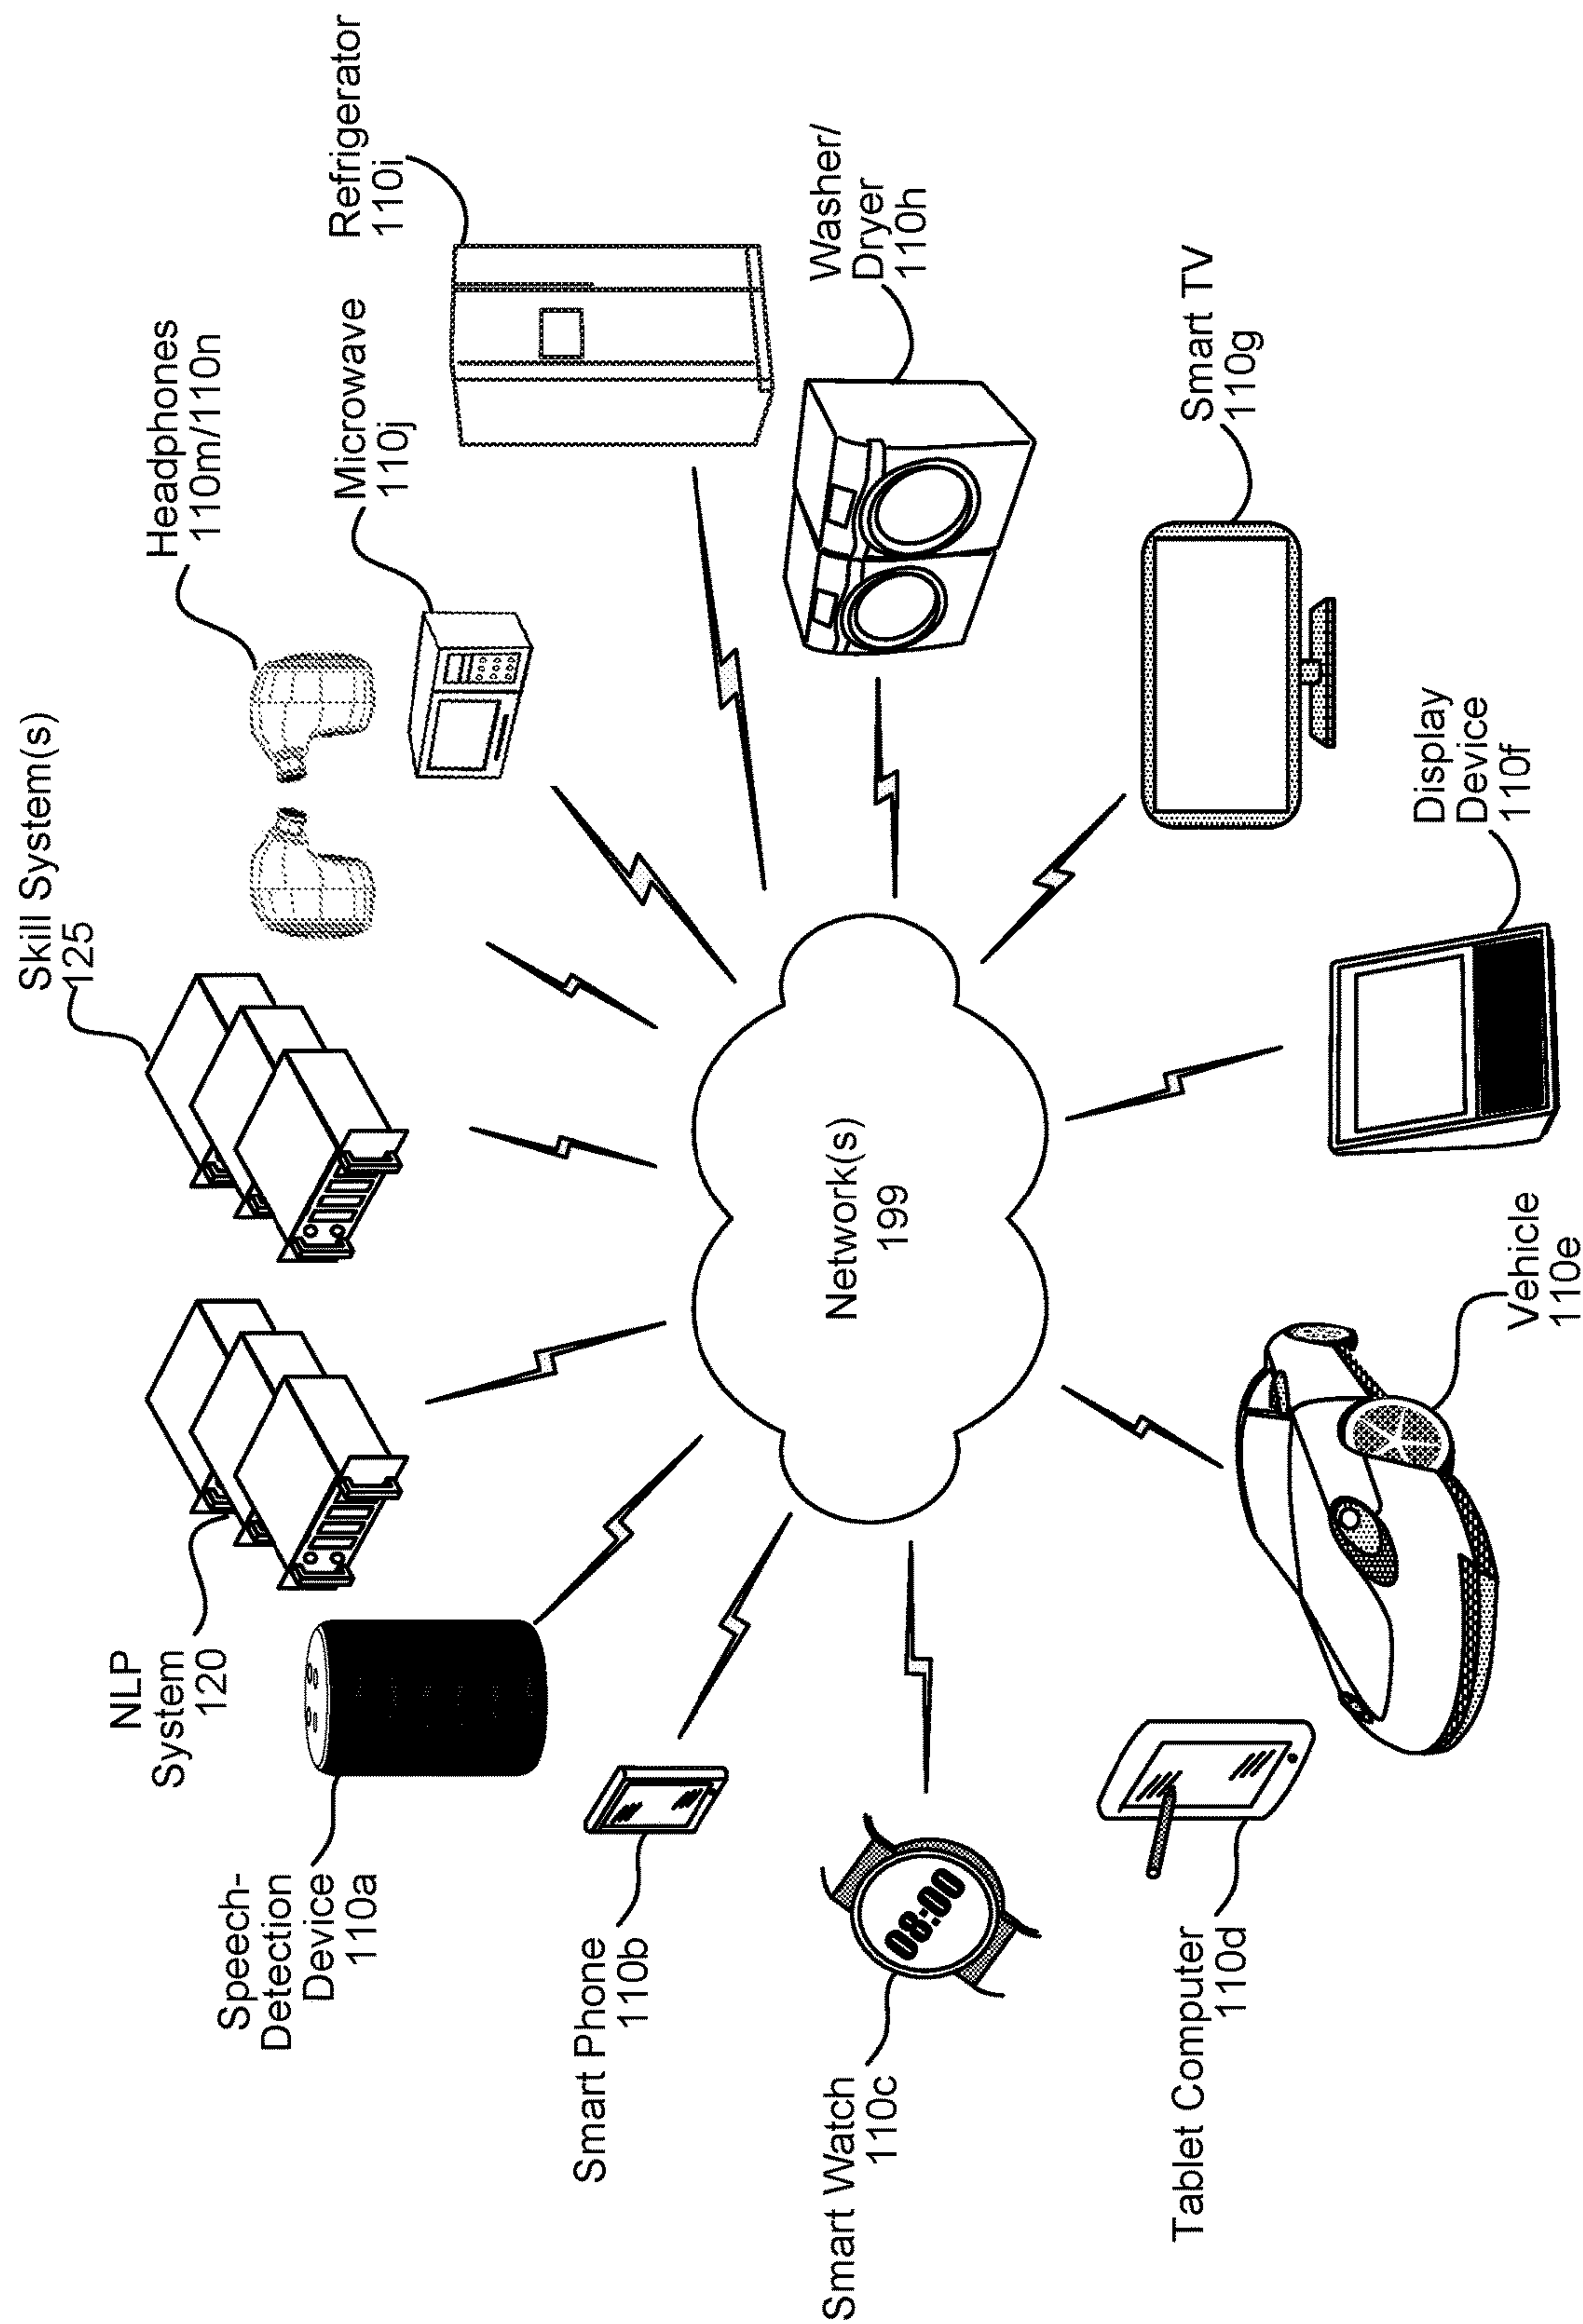 Skill System(s)
125
Headphones
110m/110n
Microwave
110j
Refrigerator
110i
NLP
System
120
Speech-
Detection
Device
110a
Washer/
Dryer
110h
Smart Phone
110b
Network(s)
199
Smart TV
110g
Smart Watch
110c
08:00
Display
Device
110f
Tablet Computer
110d
Vehicle
110e